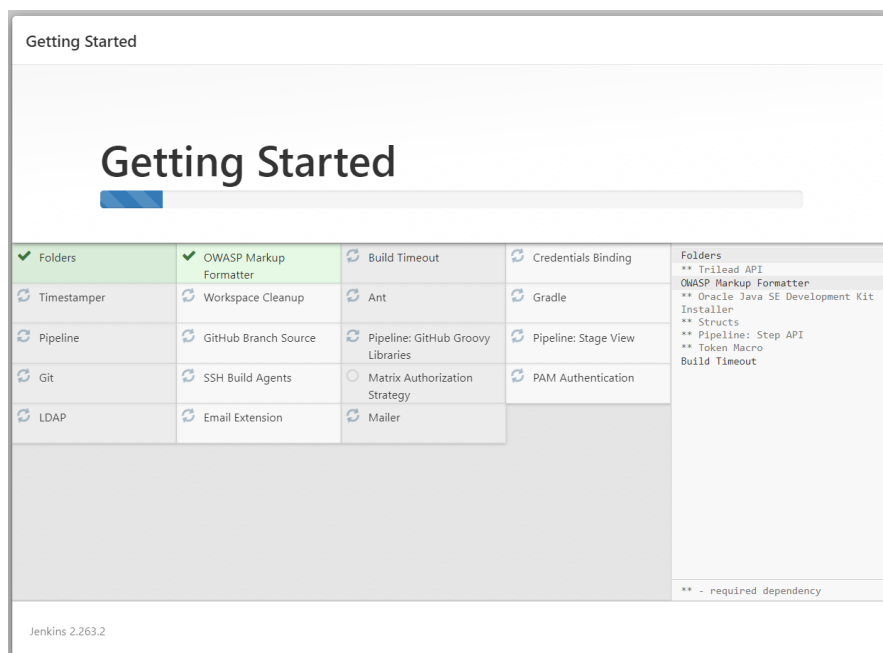 Getting Started
Getting Started
Folders
OWASP Markup
Formatter
Build Timeout
Credentials Binding
Timestamper
Workspace Cleanup
Ant
Gradle
Pipeline
GitHub Branch Source
Pipeline: GitHub Groovy
Libraries
Pipeline: Stage View
Git
SSH Build Agents
Matrix Authorization
Strategy
PAM Authentication
LDAP
Email Extension
Mailer
Folders
** Trilead API
OWASP Markup Formatter
** Oracle Java SE Development Kit
Installer
** Structs
** Pipeline: Step API
** Token Macro
Build Timeout
** - required dependency
Jenkins 2.263.2